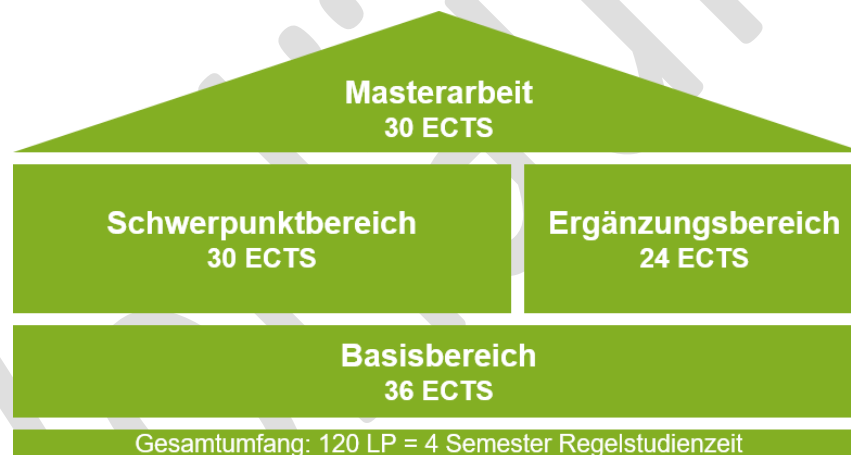 Masterarbeit
30 ECTS
Schwerpunktbereich
30 ECTS
Ergänzungsbereich
24 ECTS
Basisbereich
36 ECTS
Gesamtumfang: 120 LP = 4 Semester Regelstudienzeit